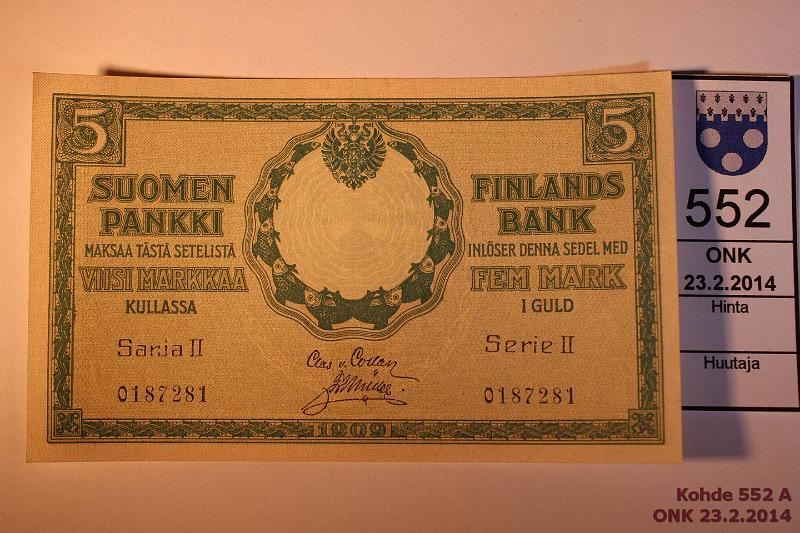 5
5
SUOMEN
PANKKI
MAKSAA TÄSTÄ SETELISTÄ
VIISI MARKKAA
KULLASSA
Sarja II
0187281
FINLANDS
BANK
INLÖSER DENNA SEDEL MED
FEM MARK
I GULD
Serie II
0187281
Clas v. Collan
1909
552
ONK
23.2.2014
Hinta
Huutaja
Kohde 552 A
ONK 23.2.2014